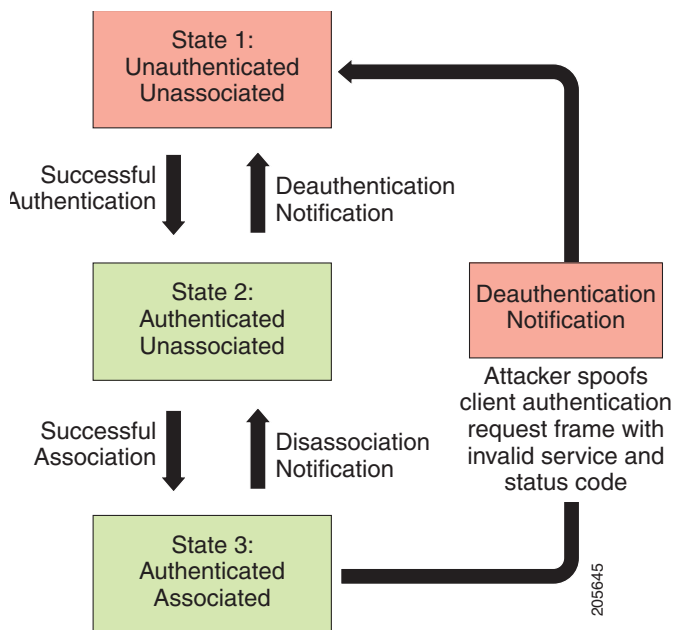 State 1:
Unauthenticated
Unassociated
Successful
Authentication
Deauthentication
Notification
State 2:
Authenticated
Unassociated
Deauthentication
Notification
Attacker spoofs
client authentication
request frame with
invalid service and
status code
Successful
Association
Disassociation
Notification
State 3:
Authenticated
Associated
205645